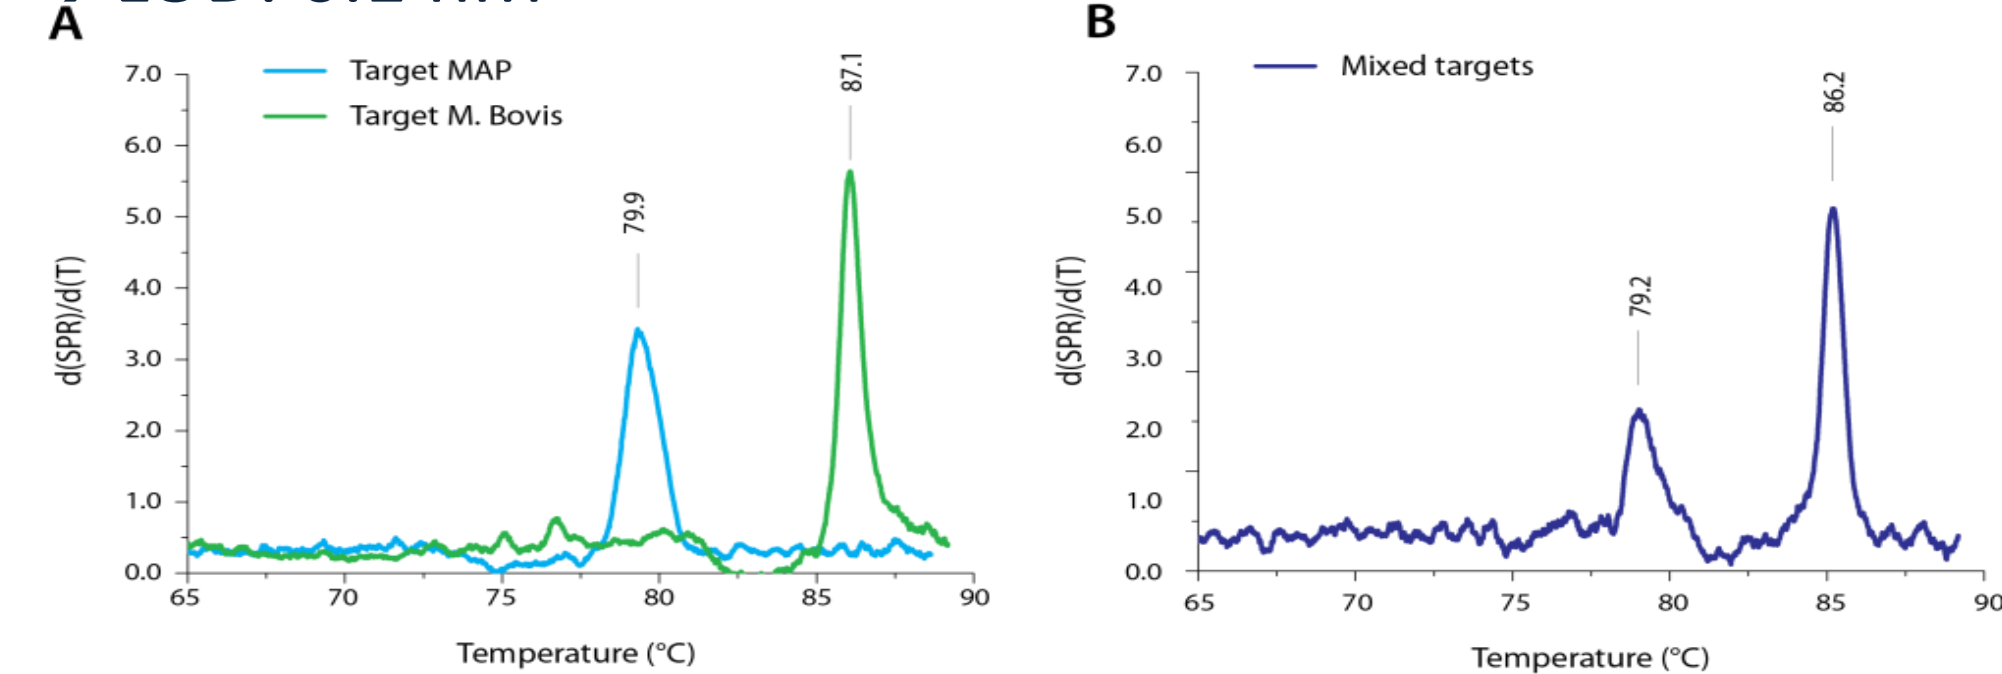 A
Target MAP
Target M. Bovis
79.9
87.1
7.0
6.0
5.0
4.0
3.0
2.0
1.0
0.0
d(SPR)/d(T)
65 70 75 80 85 90
Temperature (°C)
B
Mixed targets
79.2
86.2
7.0
6.0
5.0
4.0
3.0
2.0
1.0
0.0
d(SPR)/d(T)
65 70 75 80 85 90
Temperature (°C)